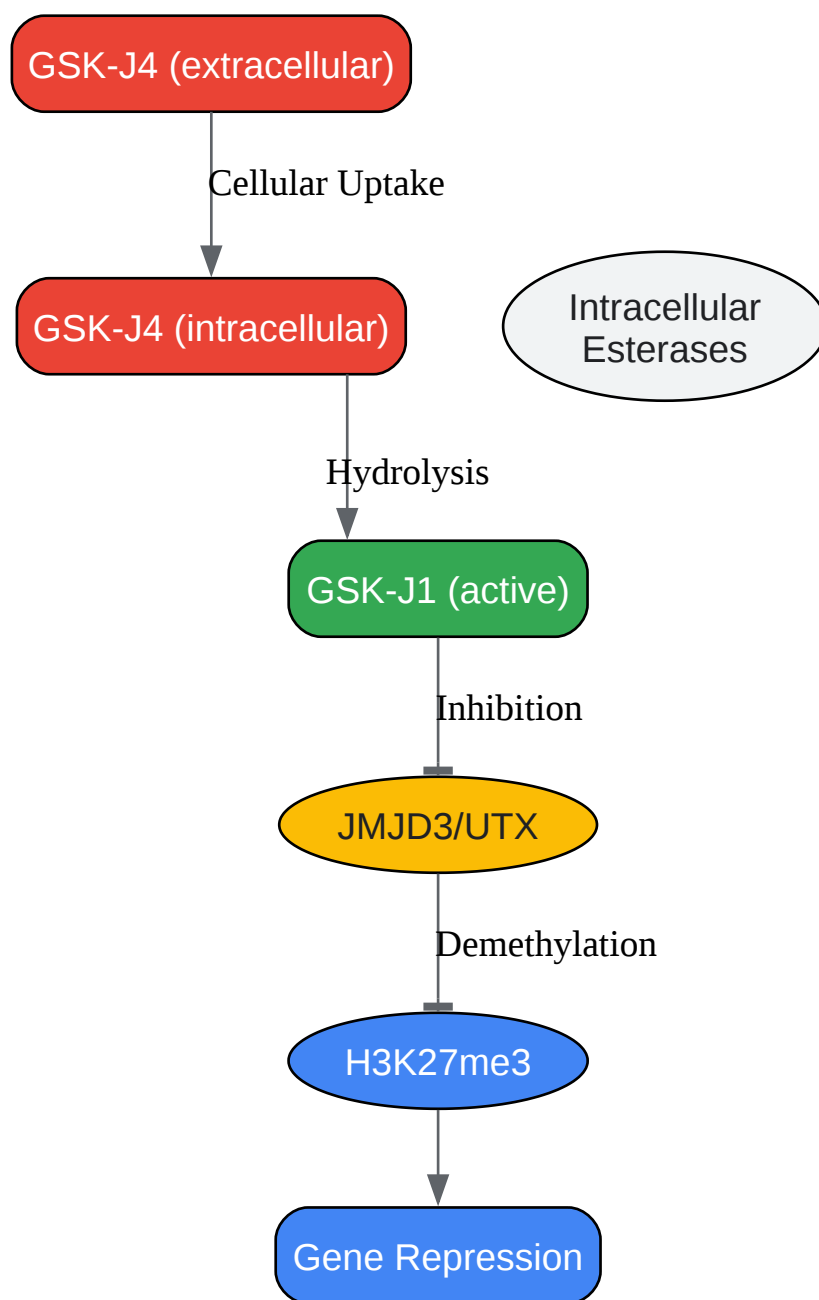 GSK-J4 (extracellular)
Cellular Uptake
GSK-J4 (intracellular)
Intracellular
Esterases
Hydrolysis
GSK-J1 (active)
Inhibition
JMJD3/UTX
Demethylation
H3K27me3
Gene Repression